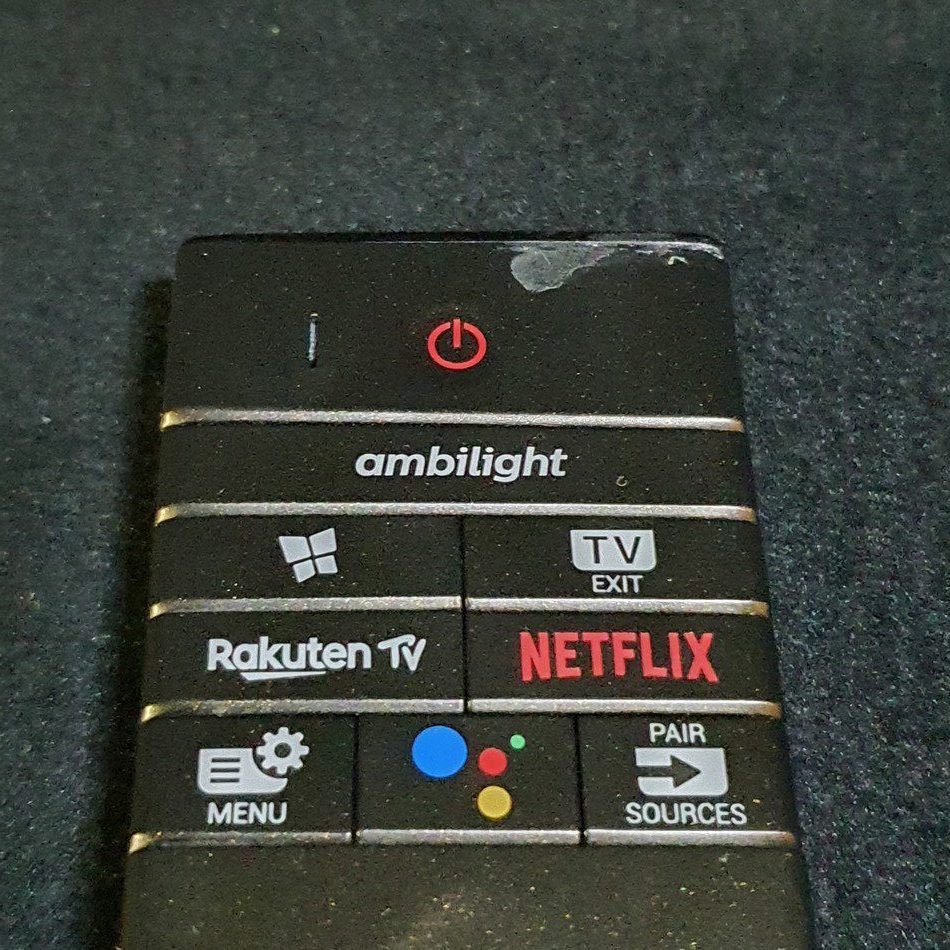 ambilight
TV
EXIT
Rakuten TV
NETFLIX
MENU
PAIR
SOURCES